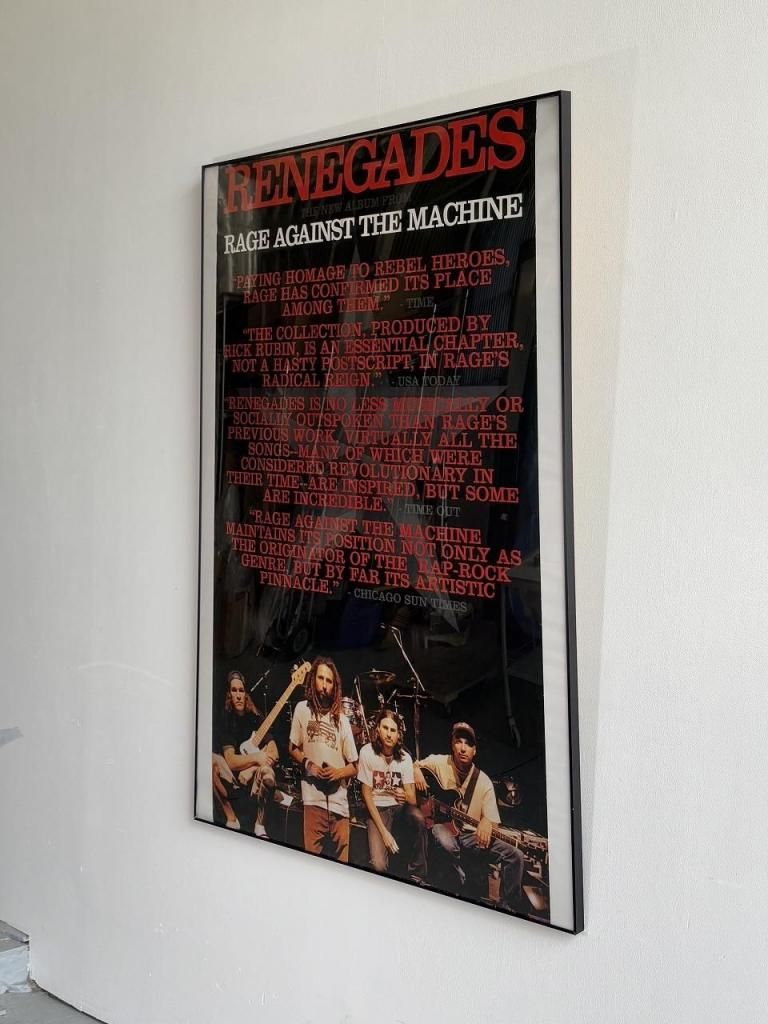 RENEGADES
THE NEW ALBUM FROM
RAGE AGAINST THE MACHINE
"PAYING HOMAGE TO REBEL HEROES,
RAGE HAS CONFIRMED ITS PLACE
AMONG THEM." - TIME
"THE COLLECTION, PRODUCED BY
RICK RUBIN, IS AN ESSENTIAL CHAPTER,
NOT A HASTY POSTSCRIPT, IN RAGE'S
RADICAL REIGN." - USA TODAY
"RENEGADES IS NO LESS MUSICALLY OR
SOCIALLY OUTSPOKEN THAN RAGE'S
PREVIOUS WORK. VIRTUALLY ALL THE
SONGS--MANY OF WHICH WERE
CONSIDERED REVOLUTIONARY IN
THEIR TIME--ARE INSPIRED, BUT SOME
ARE INCREDIBLE." - TIME OUT
"RAGE AGAINST THE MACHINE
MAINTAINS ITS POSITION NOT ONLY AS
THE ORIGINATOR OF THE RAP-ROCK
GENRE, BUT BY FAR ITS ARTISTIC
PINNACLE." - CHICAGO SUN TIMES